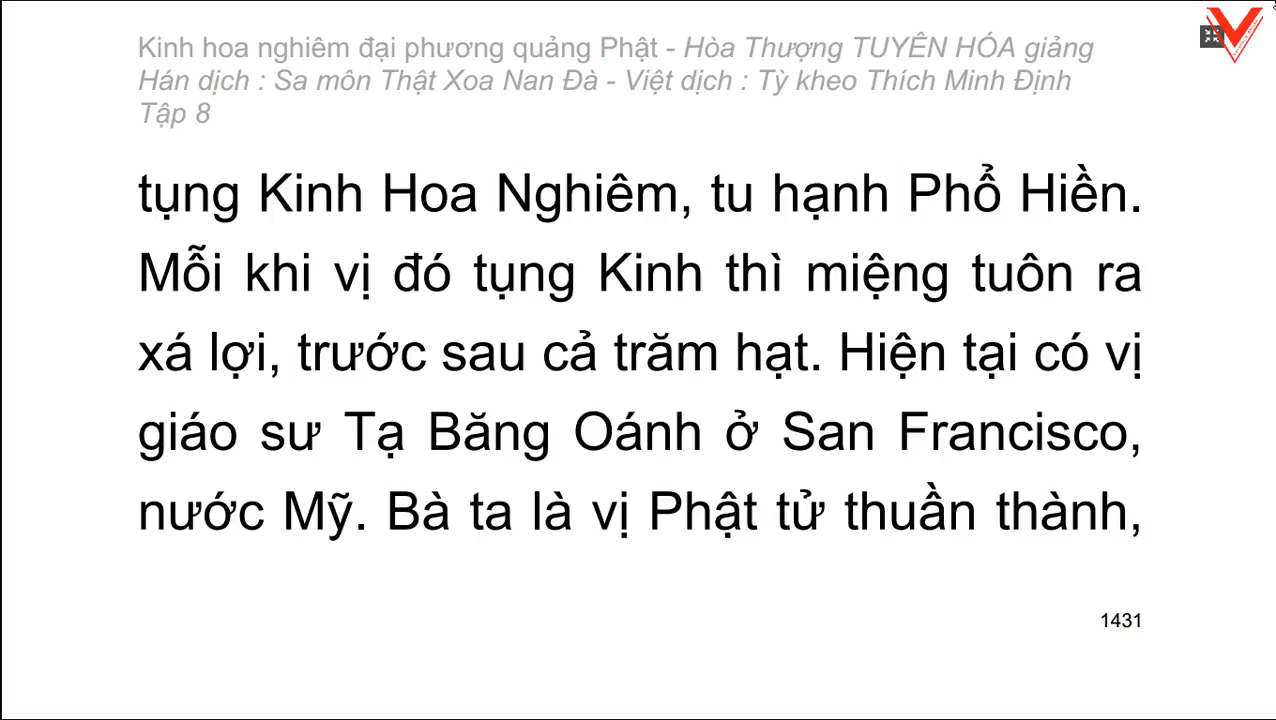 Kinh hoa nghiêm đại phương quảng Phật - Hòa Thượng TUYÊN HÓA giảng
Hán dịch : Sa môn Thật Xoa Nan Đà - Việt dịch : Tỳ kheo Thích Minh Định
Tập 8
tụng Kinh Hoa Nghiêm, tu hạnh Phổ Hiền.
Mỗi khi vị đó tụng Kinh thì miệng tuôn ra
xá lợi, trước sau cả trăm hạt. Hiện tại có vị
giáo sư Tạ Băng Oánh ở San Francisco,
nước Mỹ. Bà ta là vị Phật tử thuần thành,
1431